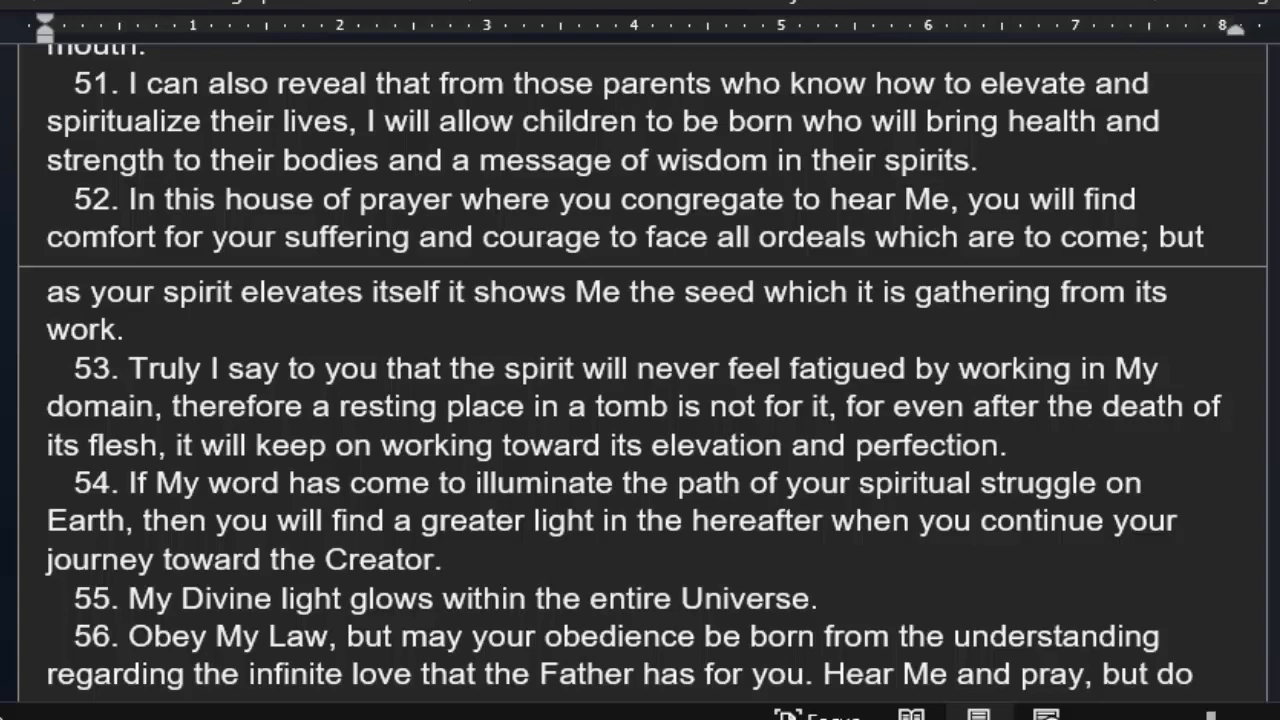 1 2 3 4 5 6 7 8
mouth.
51. I can also reveal that from those parents who know how to elevate and
spiritualize their lives, I will allow children to be born who will bring health and
strength to their bodies and a message of wisdom in their spirits.
52. In this house of prayer where you congregate to hear Me, you will find
comfort for your suffering and courage to face all ordeals which are to come; but
as your spirit elevates itself it shows Me the seed which it is gathering from its
work.
53. Truly I say to you that the spirit will never feel fatigued by working in My
domain, therefore a resting place in a tomb is not for it, for even after the death of
its flesh, it will keep on working toward its elevation and perfection.
54. If My word has come to illuminate the path of your spiritual struggle on
Earth, then you will find a greater light in the hereafter when you continue your
journey toward the Creator.
55. My Divine light glows within the entire Universe.
56. Obey My Law, but may your obedience be born from the understanding
regarding the infinite love that the Father has for you. Hear Me and pray, but do
Focus